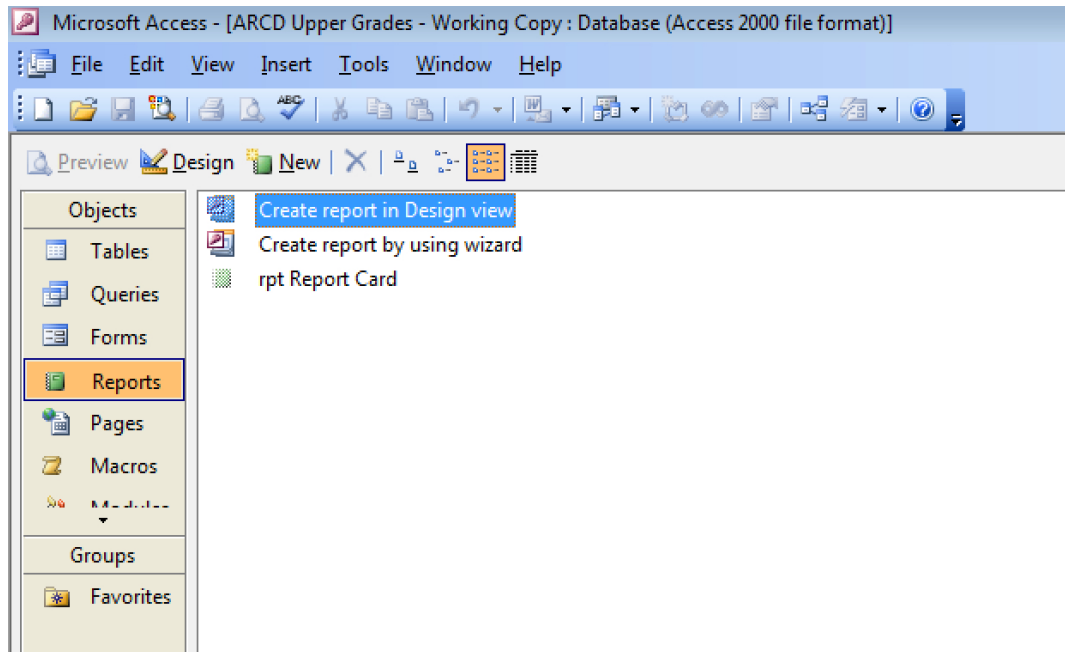 Microsoft Access - [ARCD Upper Grades - Working Copy : Database (Access 2000 file format)]
File Edit View Insert Tools Window Help
ABC W
Preview Design New
Objects
Tables
Queries
Forms
Reports
Pages
Macros
Groups
Favorites
Create report in Design view
Create report by using wizard
rpt Report Card